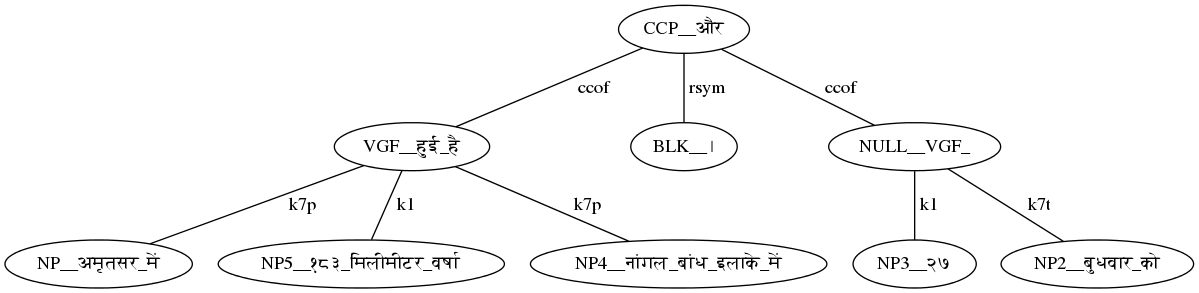 CCP__और
ccof rsym ccof
VGF__हुई_है BLK__। NULL__VGF_
k7p k1 k7p k1 k7t
NP__अमृतसर_में NP5__१८३_मिलीमीटर_वर्षा NP4__नांगल_बांध_इलाके_में NP3__२७ NP2__बुधवार_को